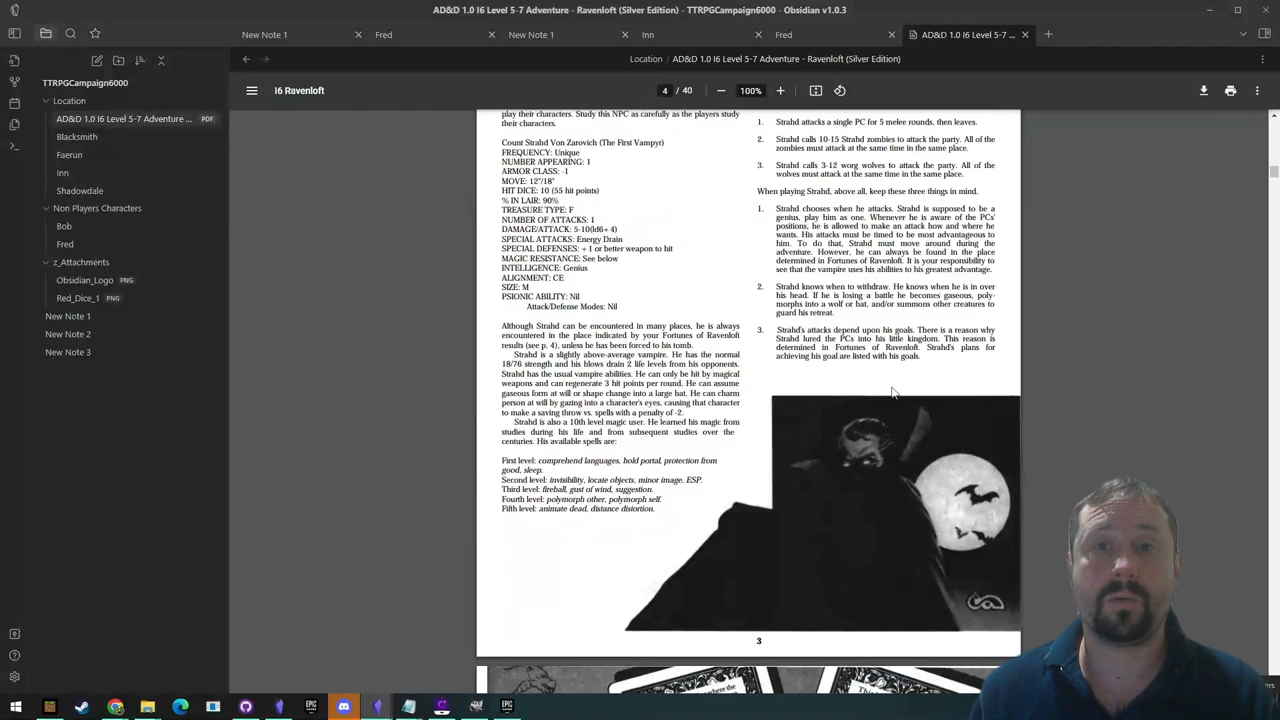 AD&D 1.0 I6 Level 5-7 Adventure - Ravenloft (Silver Edition) - TTRPGCampaign6000 - Obsidian v1.0.3
New Note 1
Fred
New Note 1
Inn
Fred
AD&D 1.0 I6 Level 5-7 ...
Location / AD&D 1.0 I6 Level 5-7 Adventure - Ravenloft (Silver Edition)
I6 Ravenloft
4 / 40
100%
TTRPGCampaign6000
Location
AD&D 1.0 I6 Level 5-7 Adventure ... PDF
Blacksmith
Faerun
Inn
Shadowdale
Non Players Characters
Bob
Fred
z_Attachments
Obsidian_Logo PNG
Red_Dice_1 PNG
New Note 1
New Note 2
New Note 3
play their characters. Study this NPC as carefully as the players study
their characters.
Count Strahd Von Zarovich (The First Vampyr)
FREQUENCY: Unique
NUMBER APPEARING: 1
ARMOR CLASS: -1
MOVE: 12"/18"
HIT DICE: 10 (55 hit points)
% IN LAIR: 90%
TREASURE TYPE: F
NUMBER OF ATTACKS: 1
DAMAGE/ATTACK: 5-10(ld6+ 4)
SPECIAL ATTACKS: Energy Drain
SPECIAL DEFENSES: + 1 or better weapon to hit
MAGIC RESISTANCE: See below
INTELLIGENCE: Genius
ALIGNMENT: CE
SIZE: M
PSIONIC ABILITY: Nil
Attack/Defense Modes: Nil
Although Strahd can be encountered in many places, he is always
encountered in the place indicated by your Fortunes of Ravenloft
results (see p. 4), unless he has been forced to his tomb.
Strahd is a slightly above-average vampire. He has the normal
18/76 strength and his blows drain 2 life levels from his opponents.
Strahd has the usual vampire abilities. He can only be hit by magical
weapons and can regenerate 3 hit points per round. He can assume
gaseous form at will or shape change into a large bat. He can charm
person at will by gazing into a character's eyes, causing that character
to make a saving throw vs. spells with a penalty of -2.
Strahd is also a 10th level magic user. He learned his magic from
studies during his life and from subsequent studies over the
centuries. His available spells are:
First level: comprehend languages, hold portal, protection from
good, sleep.
Second level: invisibility, locate objects, minor image, ESP.
Third level: fireball, gust of wind, suggestion.
Fourth level: polymorph other, polymorph self.
Fifth level: animate dead, distance distortion.
1. Strahd attacks a single PC for 5 melee rounds, then leaves.
2. Strahd calls 10-15 Strahd zombies to attack the party. All of the
zombies must attack at the same time in the same place.
3. Strahd calls 3-12 worg wolves to attack the party. All of the
wolves must attack at the same time in the same place.
When playing Strahd, above all, keep these three things in mind.
1. Strahd chooses when he attacks. Strahd is supposed to be a
genius, play him as one. Whenever he is aware of the PCs'
positions, he is allowed to make an attack how and where he
wants. His attacks must be timed to be most advantageous to
him. To do that, Strahd must move around during the
adventure. However, he can always be found in the place
determined in Fortunes of Ravenloft. It is your responsibility to
see that the vampire uses his abilities to his greatest advantage.
2. Strahd knows when to withdraw. He knows when he is in over
his head. If he is losing a battle he becomes gaseous, poly-
morphs into a wolf or bat, and/or summons other creatures to
guard his retreat.
3. Strahd's attacks depend upon his goals. There is a reason why
Strahd lured the PCs into his little kingdom. This reason is
determined in Fortunes of Ravenloft. Strahd's plans for
achieving his goal are listed with his goals.
3